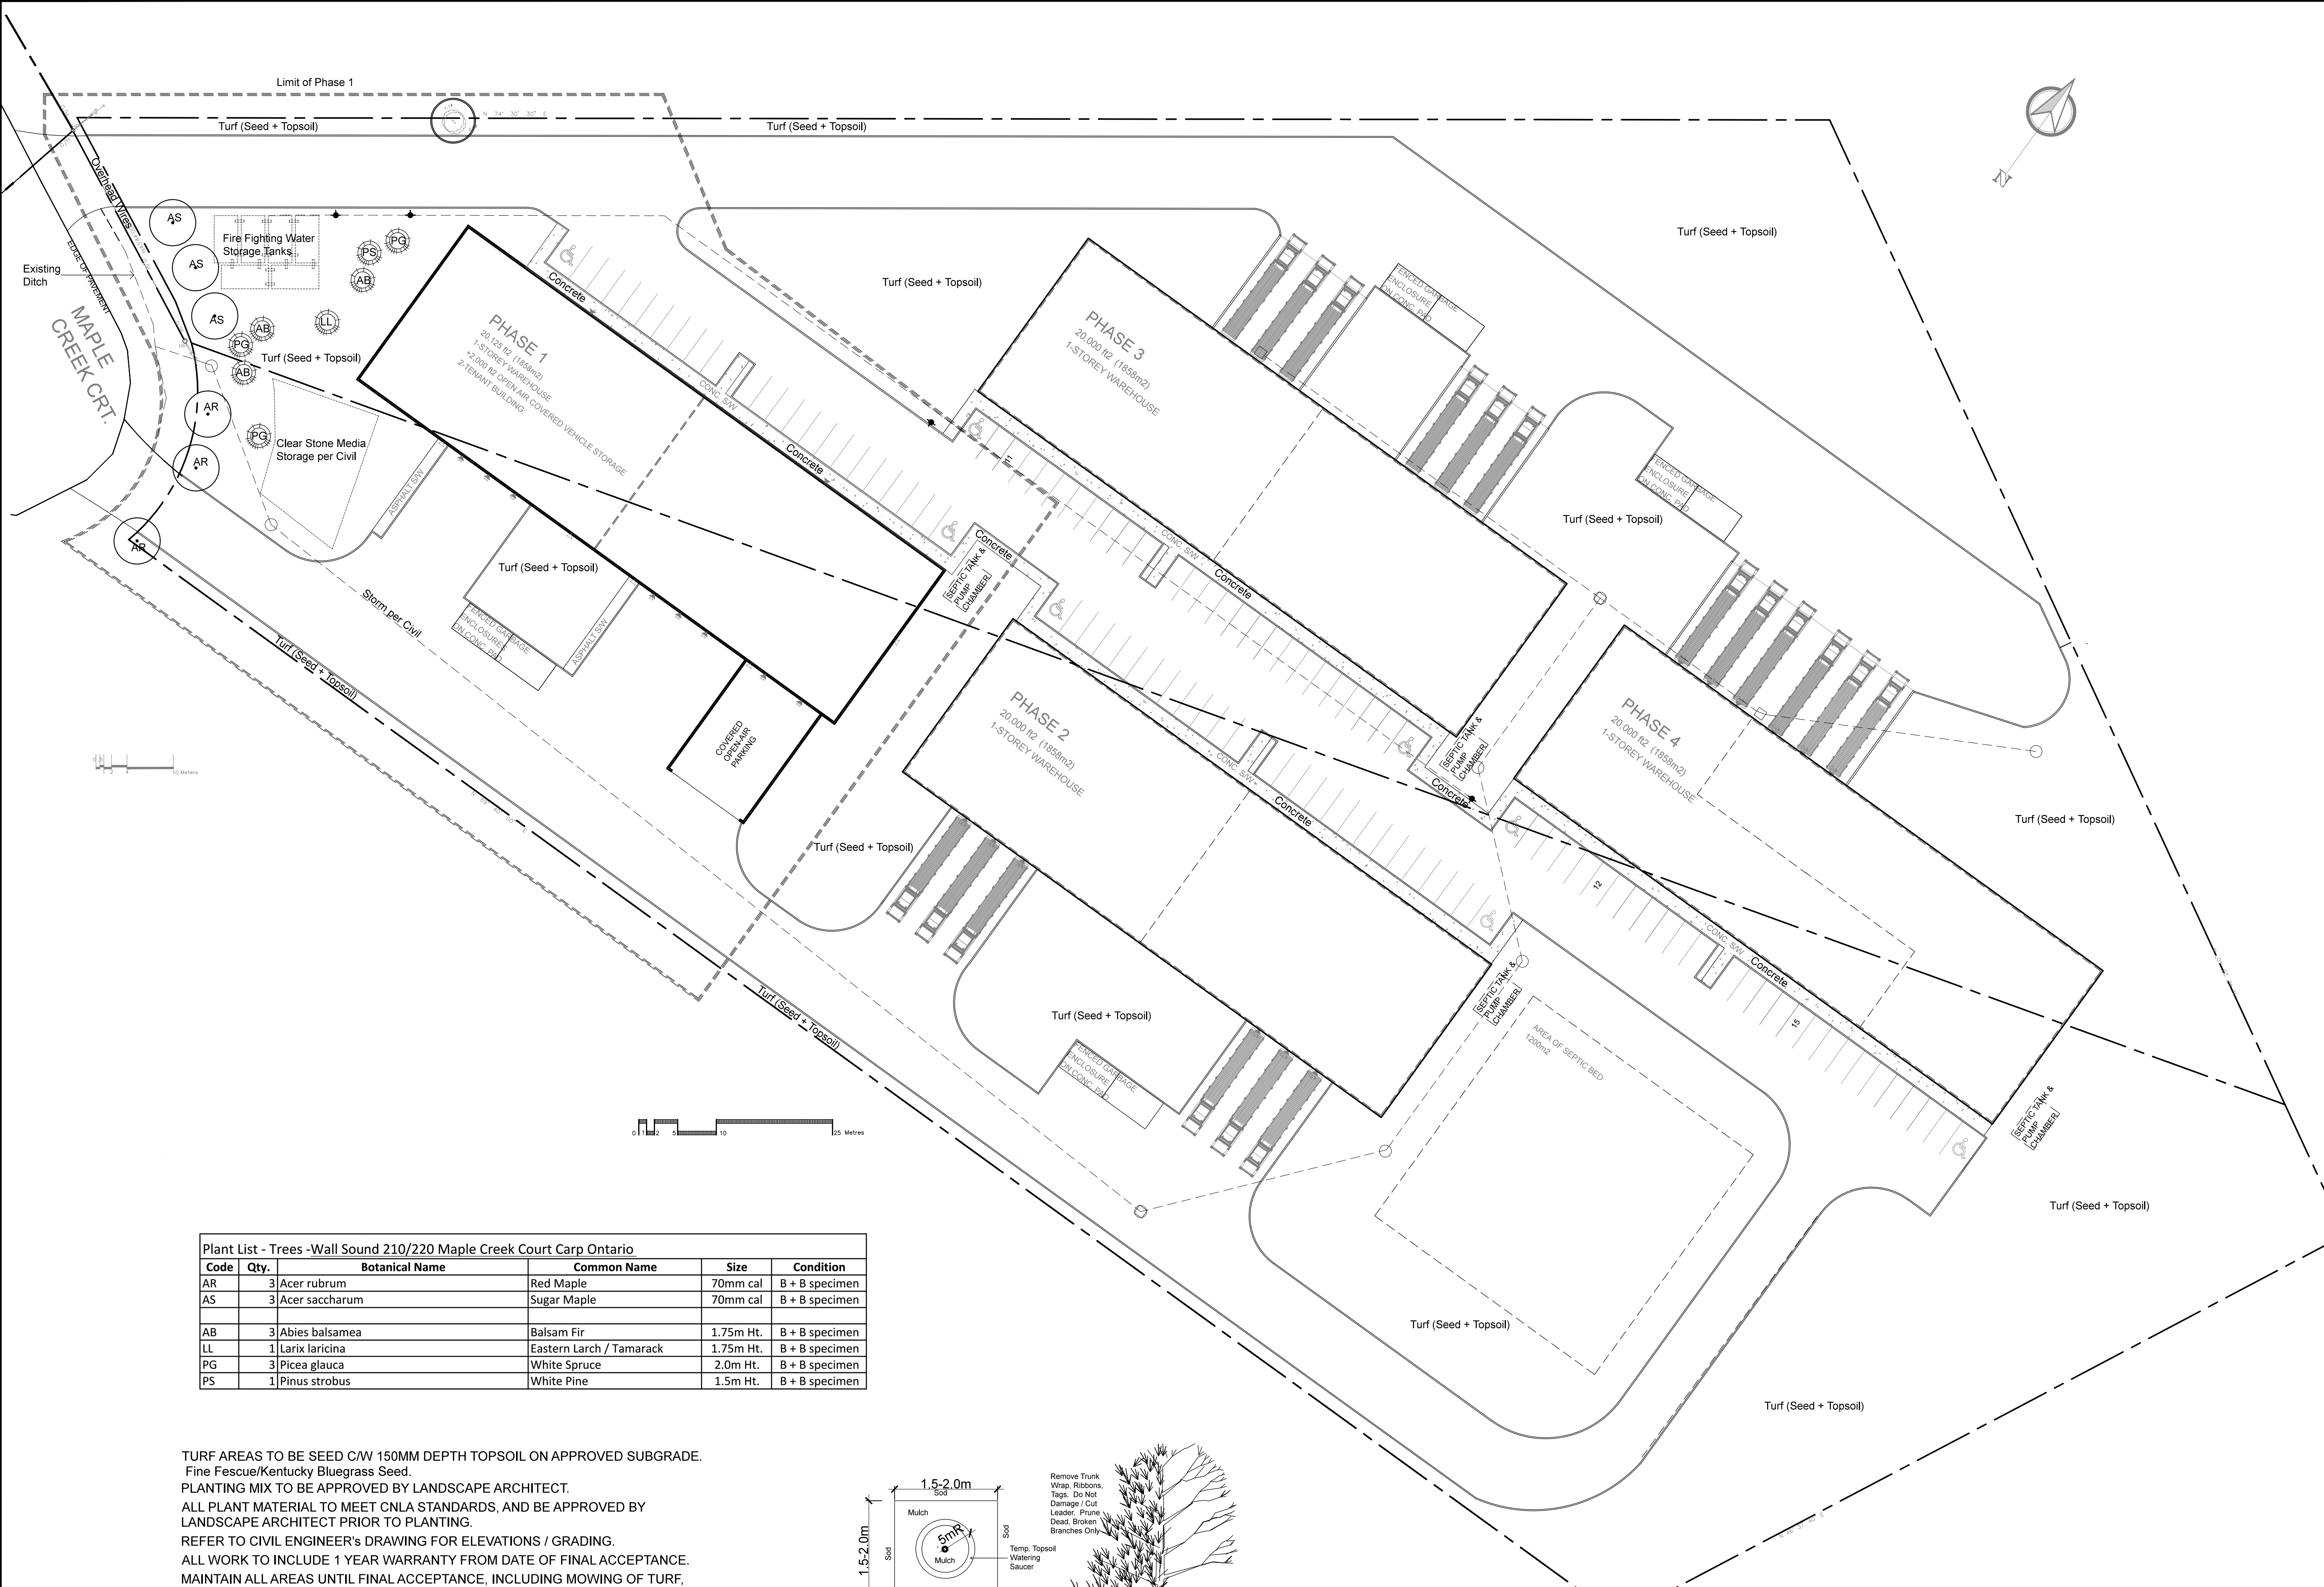 Limit of Phase 1
N 74° 30' 30" E
Turf (Seed + Topsoil)
Turf (Seed + Topsoil)
N
Overhead Wires
EDGE OF PAVEMENT
Existing
Ditch
MAPLE
CREEK CRT.
AS
AS
AS
Fire Fighting Water
Storage Tanks
PS
PG
AB
LL
AB
PG
AB
Turf (Seed + Topsoil)
AR
AR
AR
PG
Clear Stone Media
Storage per Civil
ASPHALT S/W
PHASE 1
20,125 ft2 (1858m2)
1-STOREY WAREHOUSE
+2,000 ft2 OPEN AIR COVERED VEHICLE STORAGE
2-TENANT BUILDING.
Concrete
CONC. S/W
Concrete
Concrete
SEPTIC TANK &
PUMP
CHAMBER
Turf (Seed + Topsoil)
FENCED GARBAGE
ENCLOSURES
ON CONC. PAD
ASPHALT S/W
COVERED
OPEN-AIR
PARKING
Storm per Civil
Turf (Seed + Topsoil)
Turf (Seed + Topsoil)
Turf (Seed + Topsoil)
PHASE 3
20,000 ft2 (1858m2)
1-STOREY WAREHOUSE
11
CONC. S/W
Concrete
FENCED GARBAGE
ENCLOSURE
ON CONC. PAD
Turf (Seed + Topsoil)
FENCED GARBAGE
ENCLOSURE
ON CONC. PAD
Turf (Seed + Topsoil)
SEPTIC TANK &
PUMP
CHAMBER
Concrete
PHASE 2
20,000 ft2 (1858m2)
1-STOREY WAREHOUSE
CONC. S/W
Concrete
Turf (Seed + Topsoil)
Turf (Seed + Topsoil)
FENCED GARBAGE
ENCLOSURE
ON CONC. PAD
SEPTIC TANK &
PUMP
CHAMBER
AREA OF SEPTIC BED
1200m2
PHASE 4
20,000 ft2 (1858m2)
1-STOREY WAREHOUSE
12
CONC. S/W
Concrete
15
Turf (Seed + Topsoil)
SEPTIC TANK &
PUMP
CHAMBER
Turf (Seed + Topsoil)
Turf (Seed + Topsoil)
Turf (Seed + Topsoil)
1 2 4 10 Meters
0 1 2 5 10 25 Metres
Plant List - Trees -Wall Sound 210/220 Maple Creek Court Carp Ontario
Code Qty. Botanical Name Common Name Size Condition
AR 3 Acer rubrum Red Maple 70mm cal B + B specimen
AS 3 Acer saccharum Sugar Maple 70mm cal B + B specimen
AB 3 Abies balsamea Balsam Fir 1.75m Ht. B + B specimen
LL 1 Larix laricina Eastern Larch / Tamarack 1.75m Ht. B + B specimen
PG 3 Picea glauca White Spruce 2.0m Ht. B + B specimen
PS 1 Pinus strobus White Pine 1.5m Ht. B + B specimen
TURF AREAS TO BE SEED C/W 150MM DEPTH TOPSOIL ON APPROVED SUBGRADE.
Fine Fescue/Kentucky Bluegrass Seed.
PLANTING MIX TO BE APPROVED BY LANDSCAPE ARCHITECT.
ALL PLANT MATERIAL TO MEET CNLA STANDARDS, AND BE APPROVED BY
LANDSCAPE ARCHITECT PRIOR TO PLANTING.
REFER TO CIVIL ENGINEER's DRAWING FOR ELEVATIONS / GRADING.
ALL WORK TO INCLUDE 1 YEAR WARRANTY FROM DATE OF FINAL ACCEPTANCE.
MAINTAIN ALL AREAS UNTIL FINAL ACCEPTANCE, INCLUDING MOWING OF TURF,
1.5-2.0m
Sod
Mulch
1.5-2.0m
Sod
.5mR
Mulch
Sod
Temp. Topsoil
Watering
Saucer
Remove Trunk
Wrap, Ribbons,
Tags. Do Not
Damage / Cut
Leader. Prune
Dead, Broken
Branches Only